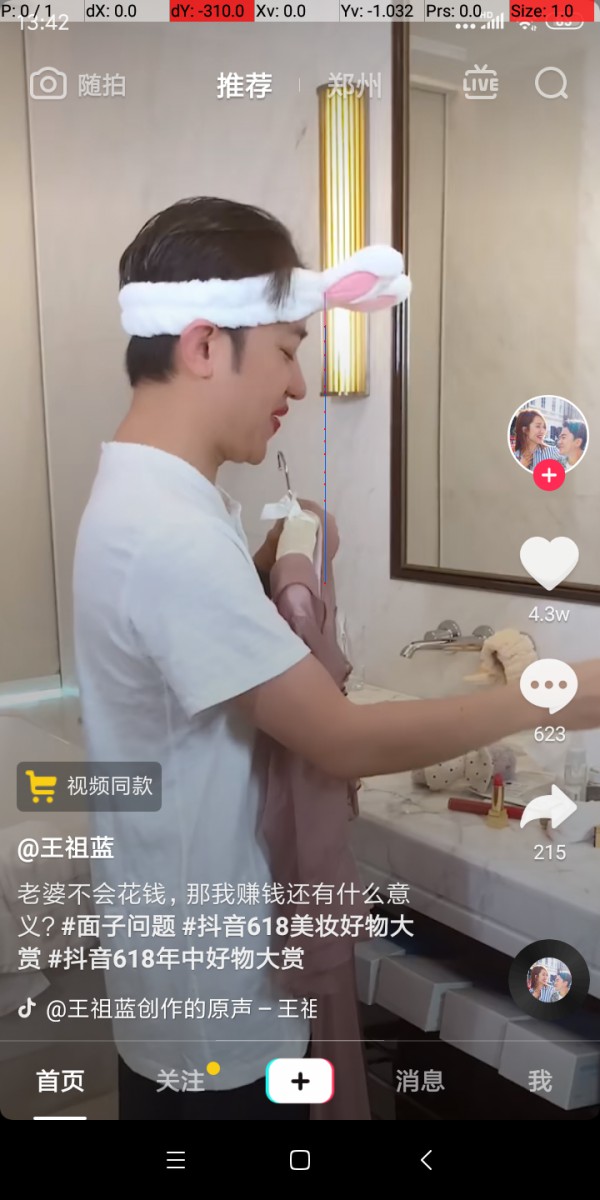 P: 0 / 1 dX: 0.0 dY: -310.0 Xv: 0.0 Yv: -1.032 Prs: 0.0 Size: 1.0
13:42
随拍 推荐 郑州 LIVE
4.3w
623
视频同款
215
@王祖蓝
老婆不会花钱，那我赚钱还有什么意
义？#面子问题 #抖音618美妆好物大
赏 #抖音618年中好物大赏
@王祖蓝创作的原声 – 王祖
首页 关注 消息 我